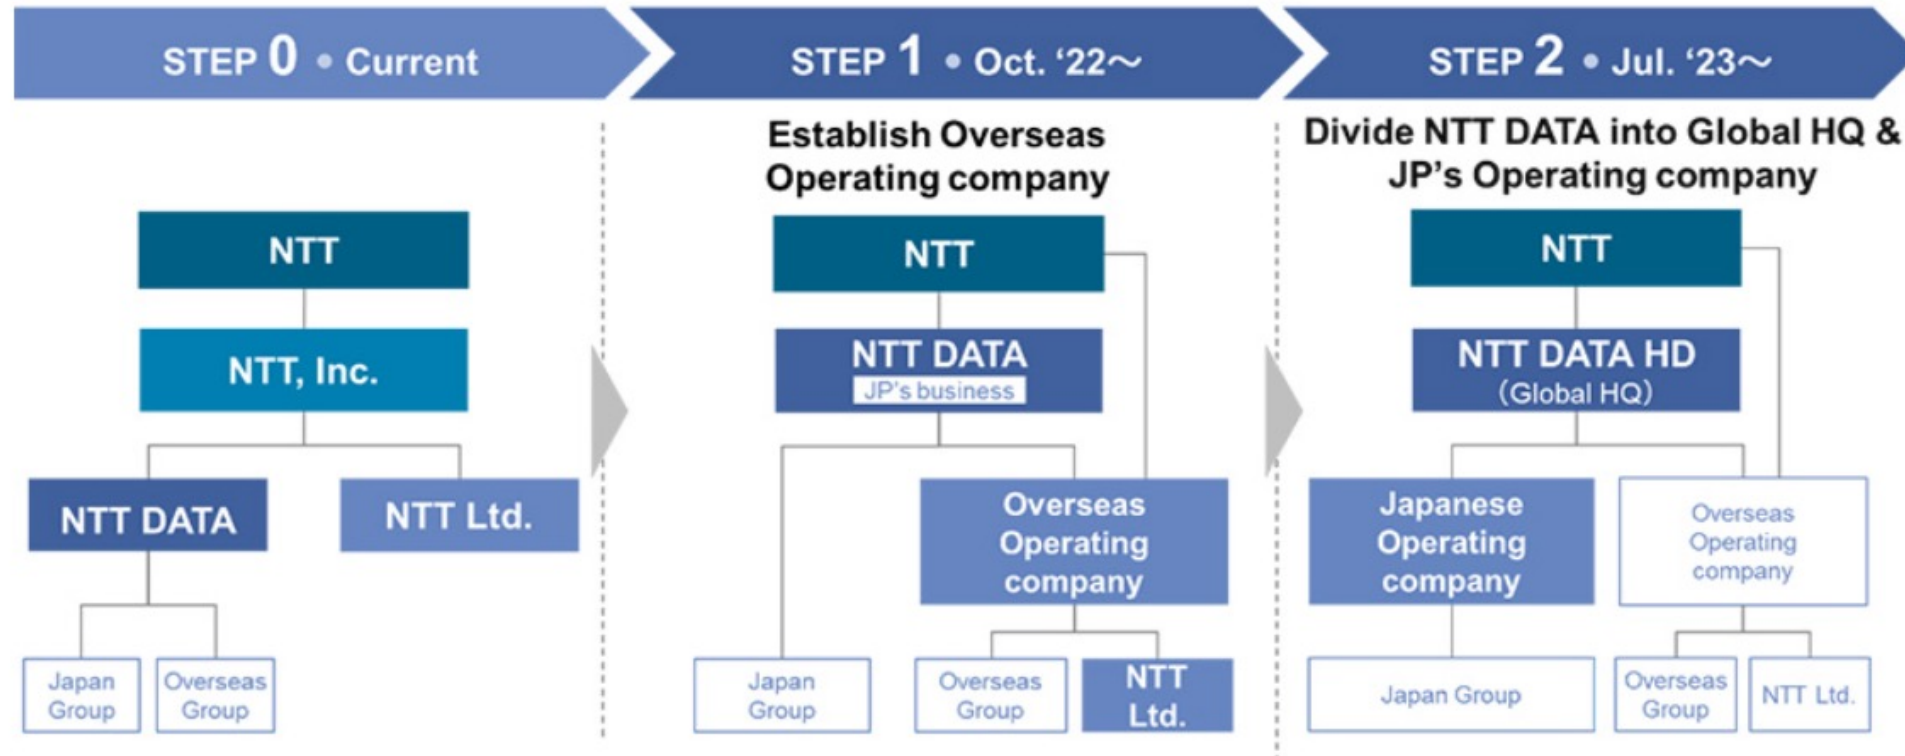 STEP 0 • Current
STEP 1 • Oct. ‘22～
STEP 2 • Jul. ‘23～
NTT
NTT, Inc.
NTT DATA
NTT Ltd.
Japan
Group
Overseas
Group
Establish Overseas
Operating company
NTT
NTT DATA
JP's business
Overseas
Operating
company
Japan
Group
Overseas
Group
NTT
Ltd.
Divide NTT DATA into Global HQ &
JP’s Operating company
NTT
NTT DATA HD
(Global HQ)
Japanese
Operating
company
Overseas
Operating
company
Japan Group
Overseas
Group
NTT Ltd.